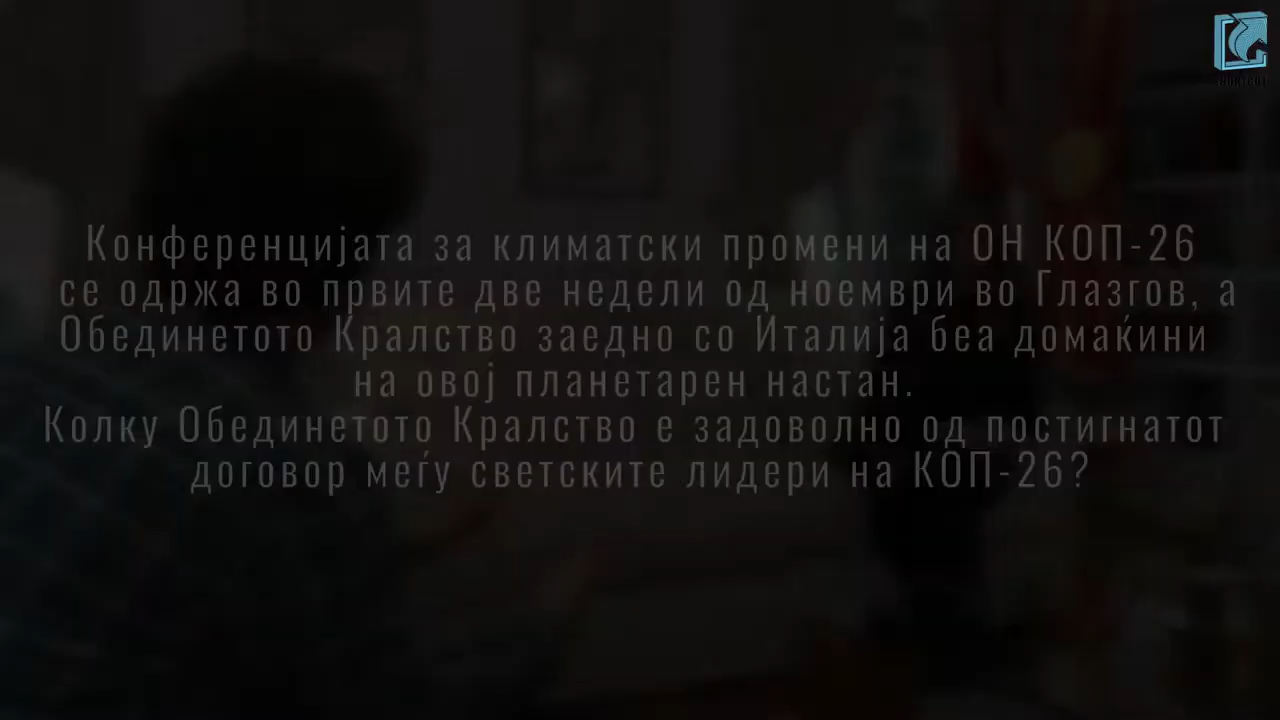 Конференцијата за климатски промени на ОН КОП-26
се одржа во првите две недели од ноември во Глазгов, а
Обединетото Кралство заедно со Италија беа домаќини
на овој планетарен настан.
Колку Обединетото Кралство е задоволно од постигнатот
договор меѓу светските лидери на КОП-26?